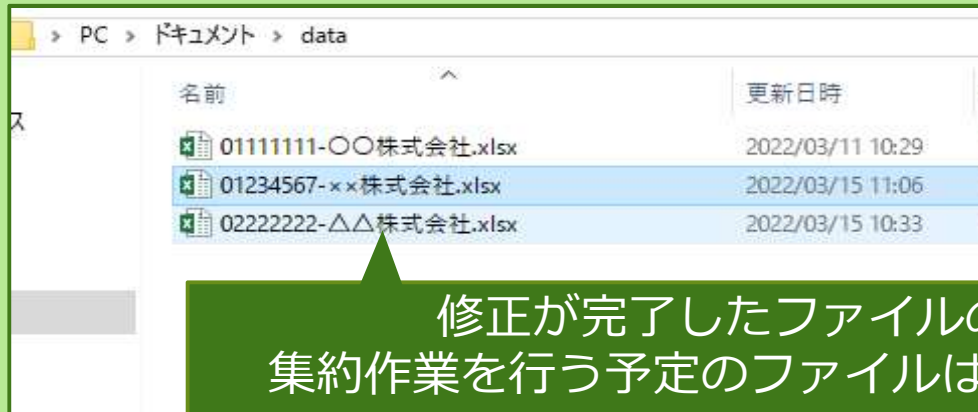 PC > ドキュメント > data
名前 更新日時
ス
01111111-〇〇株式会社.xlsx 2022/03/11 10:29
01234567-××株式会社.xlsx 2022/03/15 11:06
02222222-△△株式会社.xlsx 2022/03/15 10:33
修正が完了したファイルの
集約作業を行う予定のファイルは